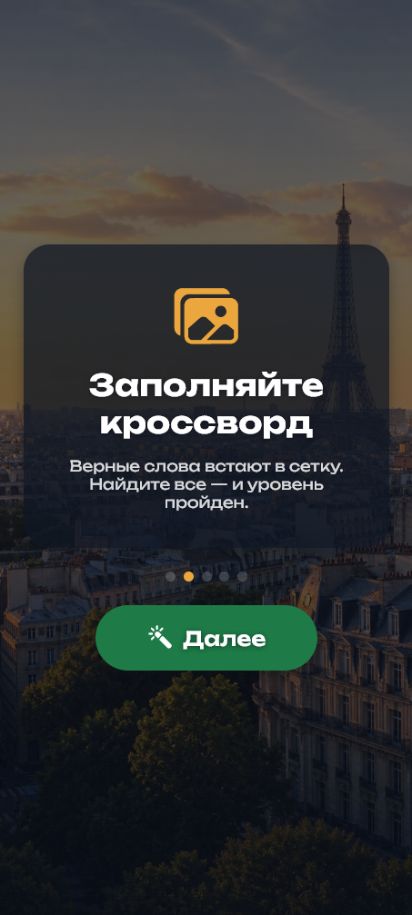 Заполняйте
кроссворд
Верные слова встают в сетку.
Найдите все — и уровень
пройден.
Далее